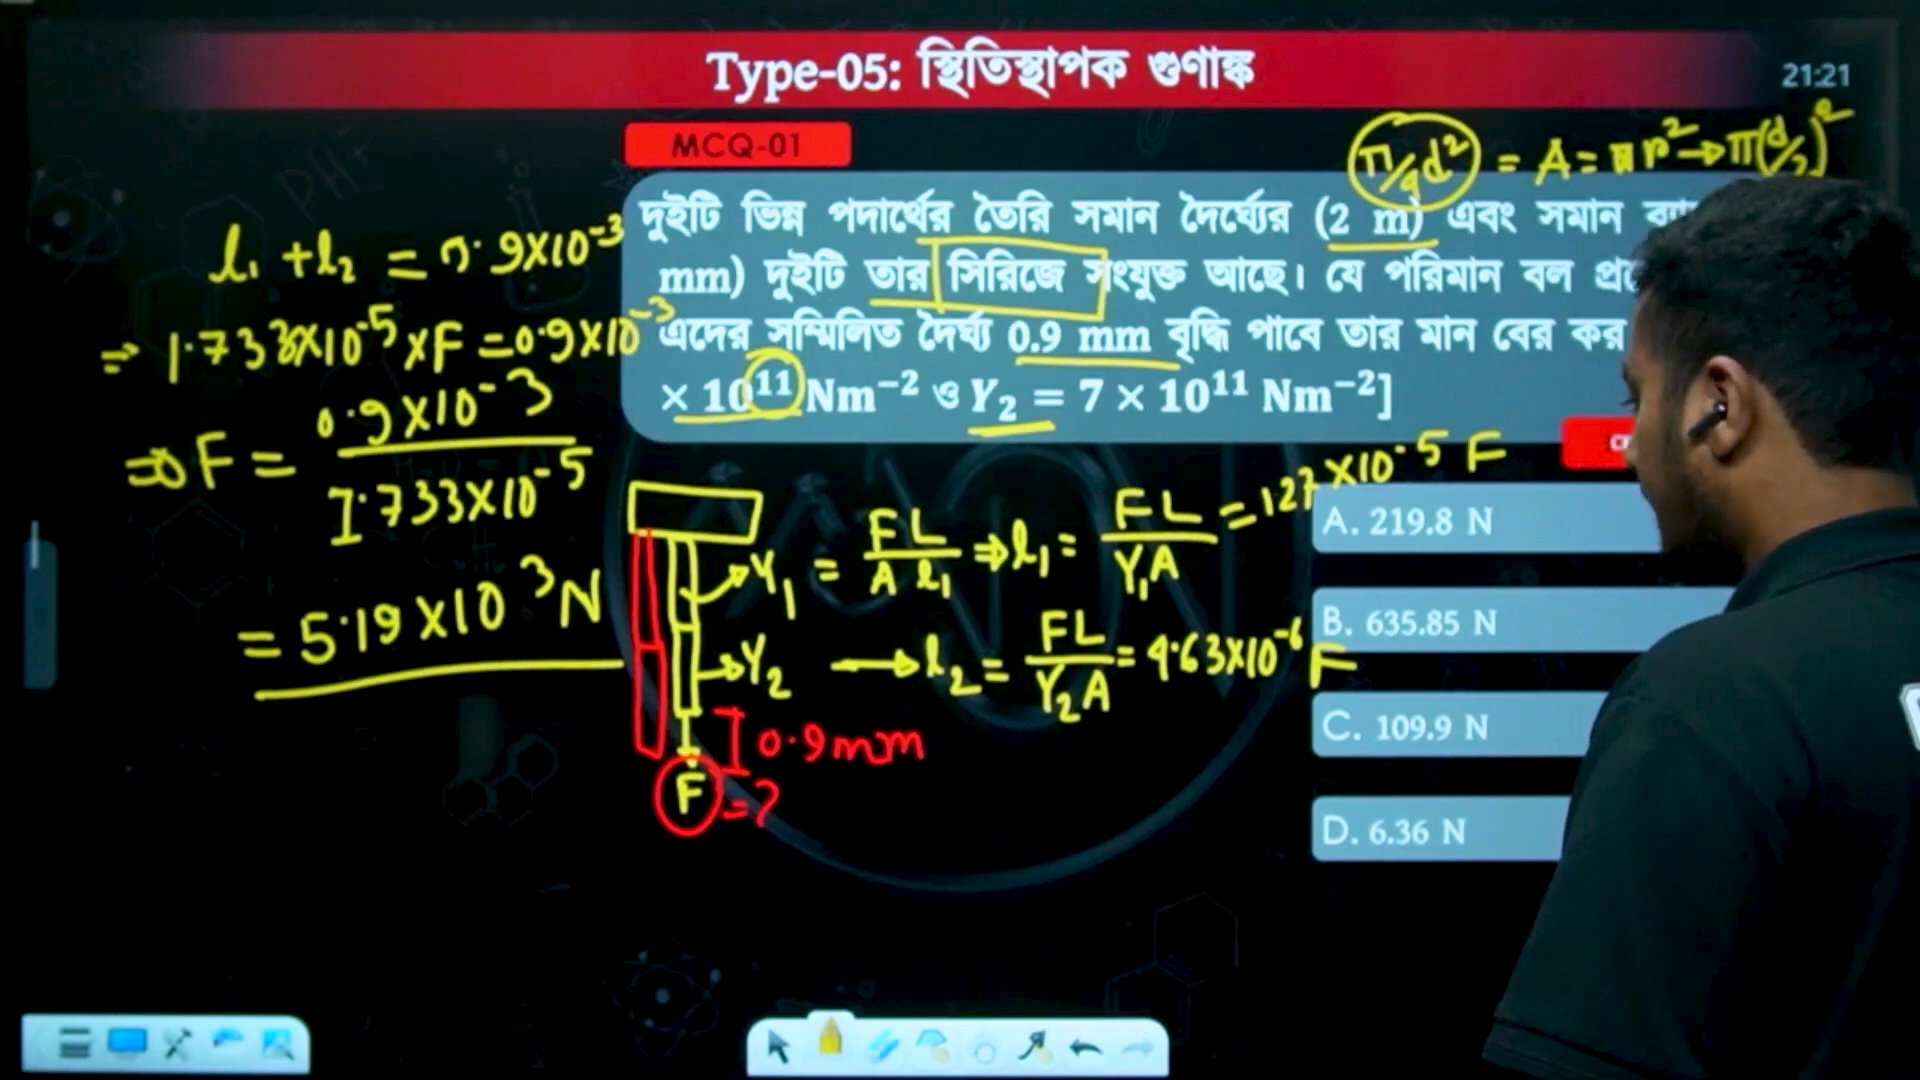 Type-05: স্থিতিস্থাপক গুণাঙ্ক
21:21
MCQ-01
π/4 d² = A = πr² → π(d/2)²
দুইটি ভিন্ন পদার্থের তৈরি সমান দৈর্ঘ্যের (2 m) এবং সমান
mm) দুইটি তার সিরিজে সংযুক্ত আছে। যে পরিমান বল
এদের সম্মিলিত দৈর্ঘ্য 0.9 mm বৃদ্ধি পাবে তার মান বের কর
× 10¹¹ Nm⁻² ও Y₂ = 7 × 10¹¹ Nm⁻²]
l₁ + l₂ = 0.9×10⁻³
⇒ 1.733×10⁻⁵ × F = 0.9×10⁻³
⇒ F = 0.9×10⁻³ / 1.733×10⁻⁵
= 5.19×10³ N
Y₁ = FL / A l₁ ⇒ l₁ = FL / Y₁A = 1.27×10⁻⁵ F
Y₂ → l₂ = FL / Y₂A = 4.63×10⁻⁶ F
0.9mm
F = ?
A. 219.8 N
B. 635.85 N
C. 109.9 N
D. 6.36 N